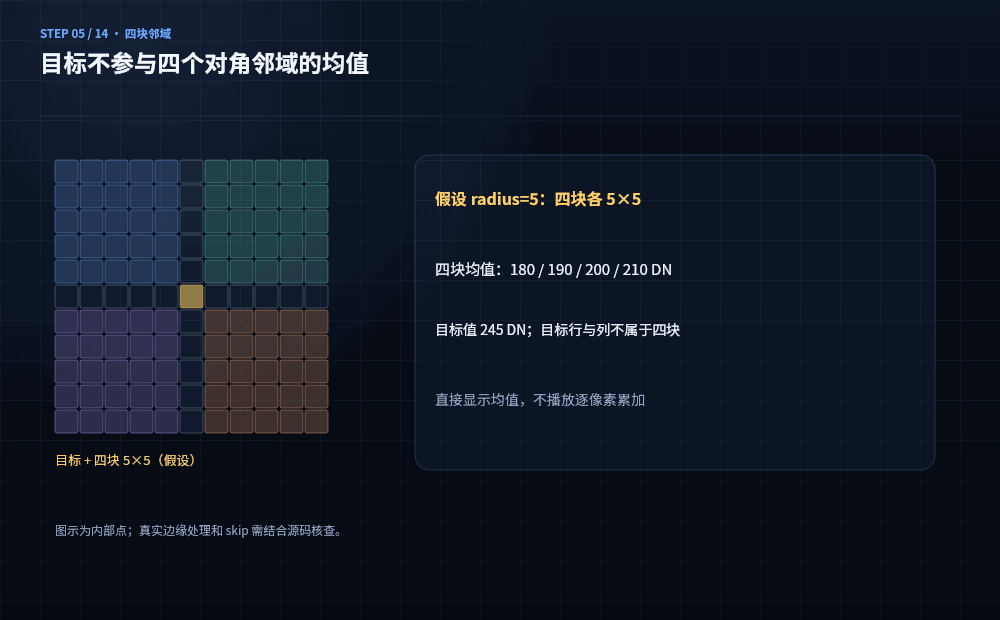 STEP 05 / 14 · 四块邻域
目标不参与四个对角邻域的均值
假设 radius=5：四块各 5×5
四块均值：180 / 190 / 200 / 210 DN
目标值 245 DN；目标行与列不属于四块
直接显示均值，不播放逐像素累加
目标 + 四块 5×5（假设）
图示为内部点；真实边缘处理和 skip 需结合源码核查。